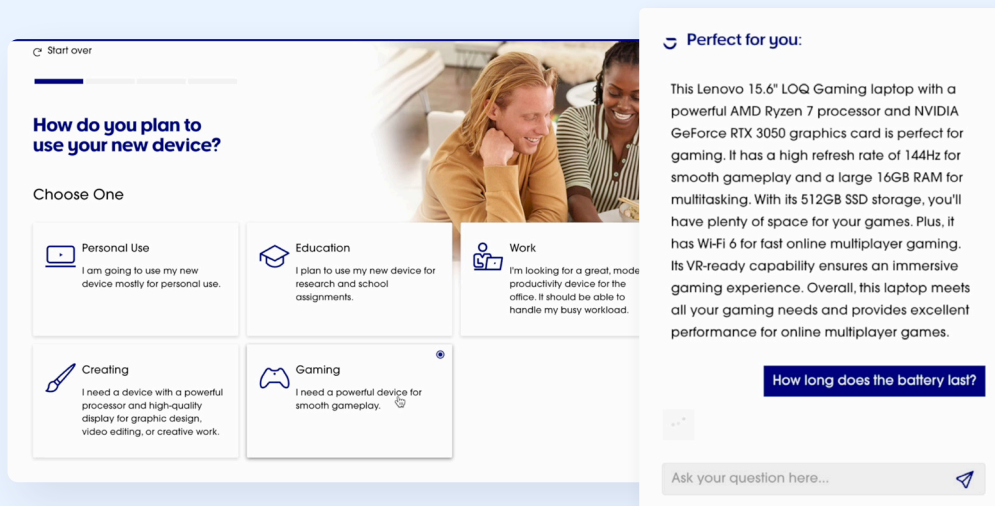 Start over
How do you plan to
use your new device?
Choose One
Personal Use
I am going to use my new
device mostly for personal use.
Education
I plan to use my new device for
research and school
assignments.
Work
I'm looking for a great, mode
productivity device for the
office. It should be able to
handle my busy workload.
Creating
I need a device with a powerful
processor and high-quality
display for graphic design,
video editing, or creative work.
Gaming
I need a powerful device for
smooth gameplay.
Perfect for you:
This Lenovo 15.6" LOQ Gaming laptop with a
powerful AMD Ryzen 7 processor and NVIDIA
GeForce RTX 3050 graphics card is perfect for
gaming. It has a high refresh rate of 144Hz for
smooth gameplay and a large 16GB RAM for
multitasking. With its 512GB SSD storage, you'll
have plenty of space for your games. Plus, it
has Wi-Fi 6 for fast online multiplayer gaming.
Its VR-ready capability ensures an immersive
gaming experience. Overall, this laptop meets
all your gaming needs and provides excellent
performance for online multiplayer games.
How long does the battery last?
Ask your question here...